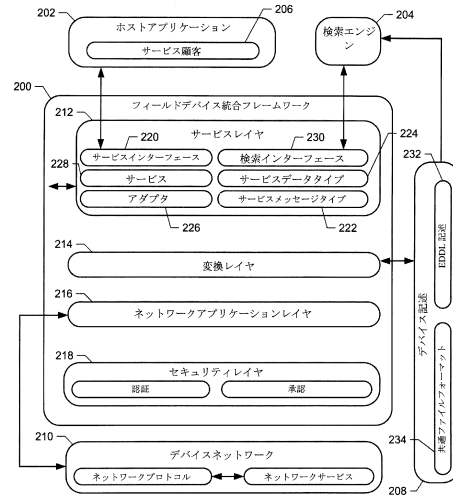 202
ホストアプリケーション
206
サービス顧客
204
検索エンジ
ン
200
フィールドデバイス統合フレームワーク
212
サービスレイヤ
220
サービスインターフェース
230
検索インターフェース
224
228
サービス
サービスデータタイプ
アダプタ
226
サービスメッセージタイプ
222
214
変換レイヤ
216
ネットワークアプリケーションレイヤ
218
セキュリティレイヤ
認証
承認
210
デバイスネットワーク
ネットワークプロトコル
ネットワークサービス
232
EDDL記述
デバイス記述
共通ファイルフォーマット
234
208